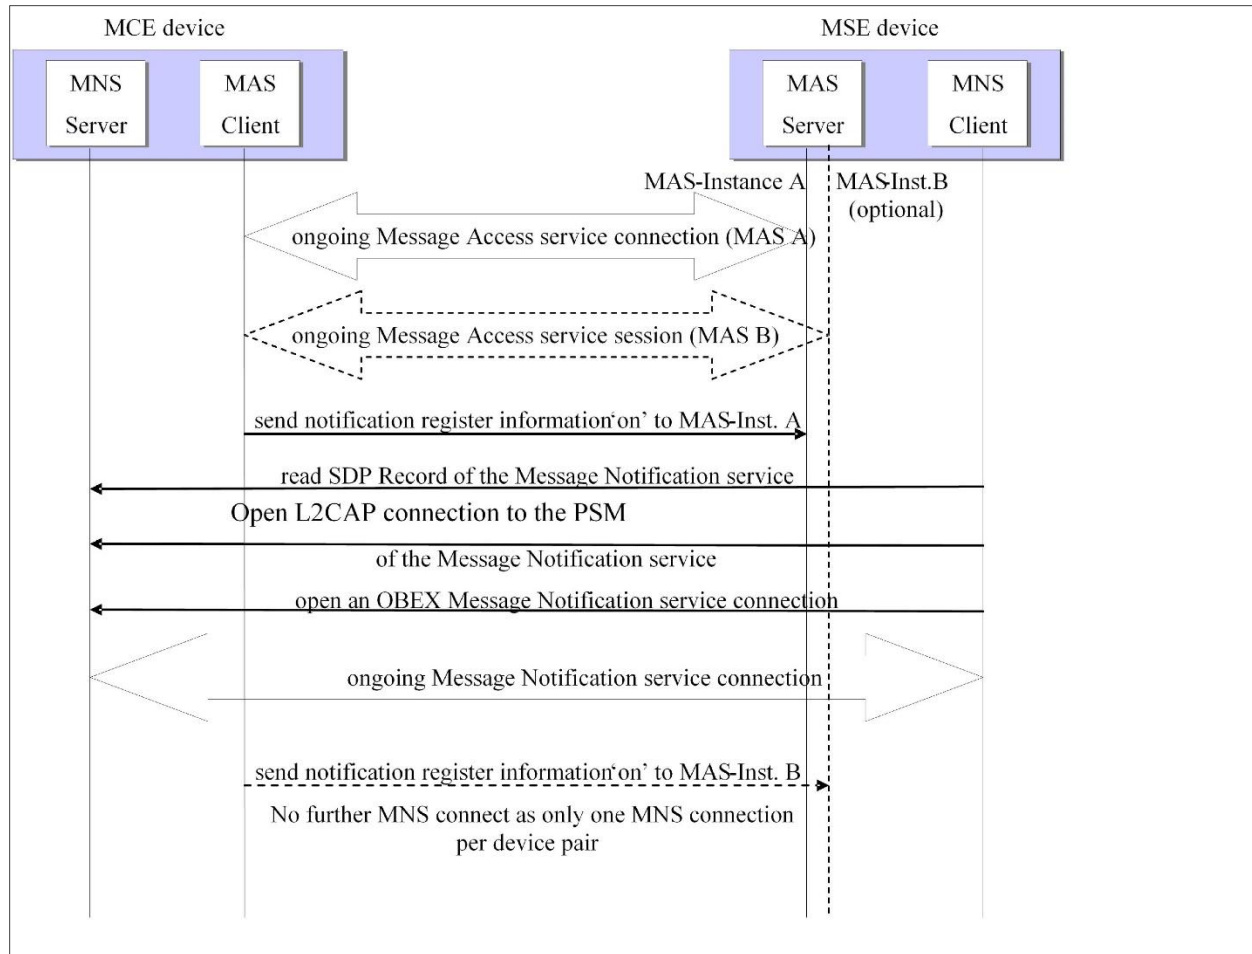 MCE device
MSE device
MNS
Server
MAS
Client
MAS
Server
MNS
Client
MAS-Instance A
MAS-Inst.B
(optional)
ongoing Message Access service connection (MAS A)
ongoing Message Access service session (MAS B)
send notification register information‘on’ to MAS-Inst. A
read SDP Record of the Message Notification service
Open L2CAP connection to the PSM
of the Message Notification service
open an OBEX Message Notification service connection
ongoing Message Notification service connection
send notification register information‘on’ to MAS-Inst. B
No further MNS connect as only one MNS connection
per device pair